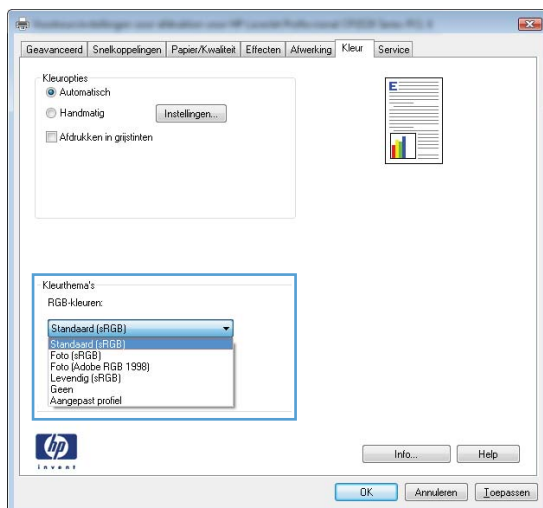 Geavanceerd Snelkoppelingen Papier/Kwaliteit Effecten Afwerking Kleur Service
Kleuropties
Automatisch
Handmatig Instellingen...
Afdrukken in grijstinten
E
Kleurthema's
RGB-kleuren:
Standaard (sRGB)
Standaard (sRGB)
Foto (sRGB)
Foto (Adobe RGB 1998)
Levendig (sRGB)
Geen
Aangepast profiel
hp
invent
Info... Help
OK Annuleren Toepassen